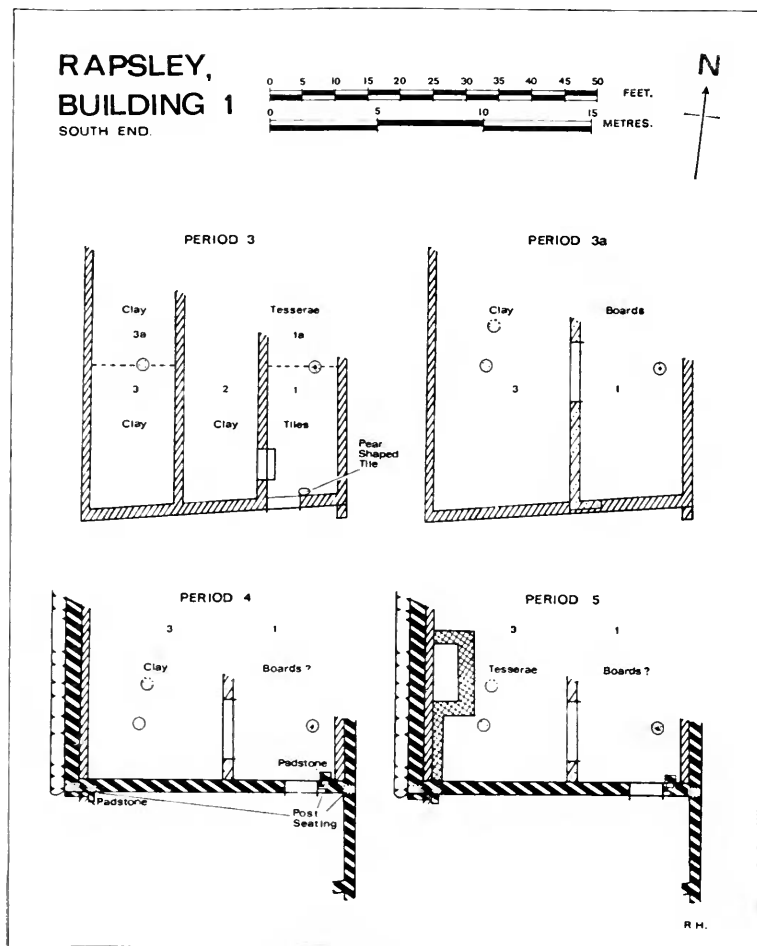 RAPSLEY,
BUILDING 1
SOUTH END.
0 5 10 15 20 25 30 35 40 45 50
FEET.
0 5 10 15
METRES.
N
PERIOD 3
Clay Tesserae
3a 1a
3 2 1
Clay Clay Tiles
Pear
Shaped
Tile
PERIOD 3a
Clay Boards
3 1
PERIOD 4
3 1
Clay Boards ?
Padstone
Padstone
Post
Seating
PERIOD 5
3 1
Tesserae Boards ?
R H.